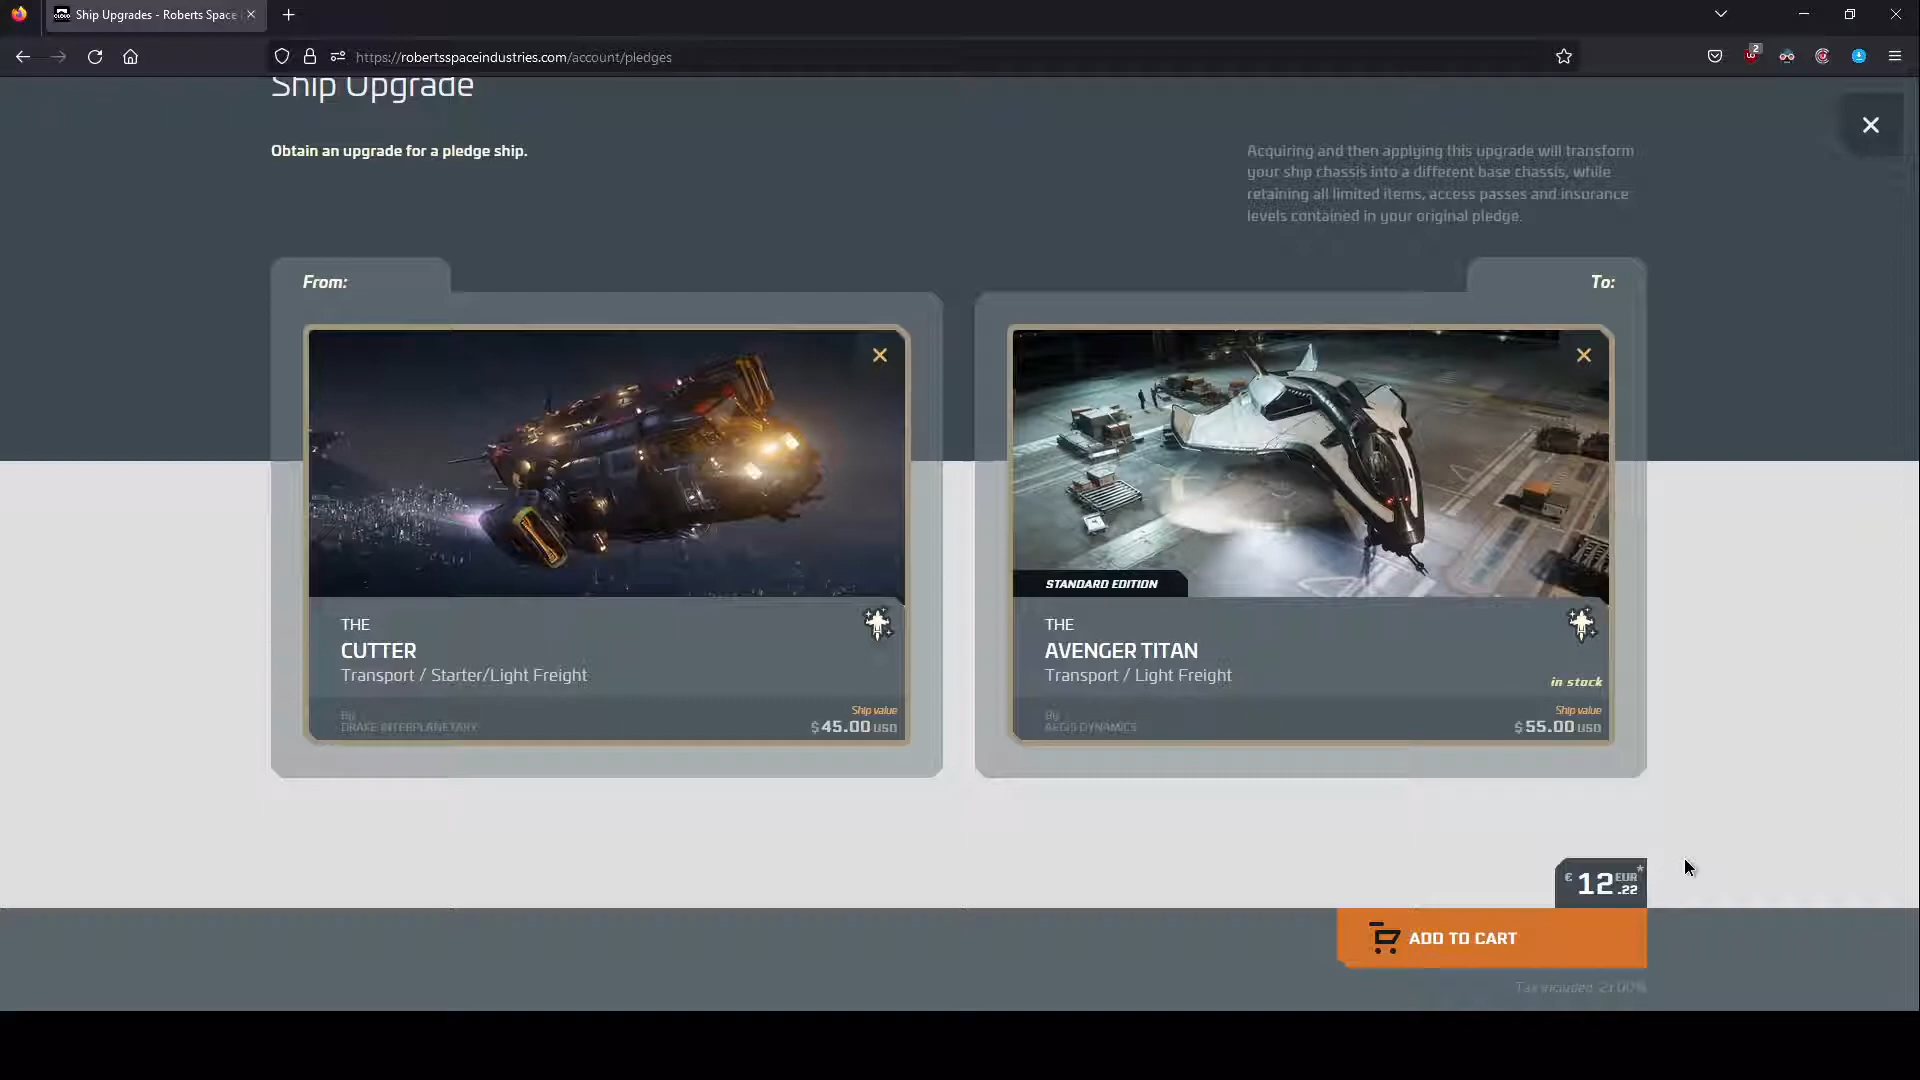 Ship Upgrades - Roberts Space
2
https://robertsspaceindustries.com/account/pledges
Ship Upgrade
Obtain an upgrade for a pledge ship.
Acquiring and then applying this upgrade will transform
your ship chassis into a different base chassis, while
retaining all limited items, access passes and insurance
levels contained in your original pledge.
From:
To:
STANDARD EDITION
THE
CUTTER
Transport / Starter/Light Freight
By
DRAKE INTERPLANETARY
Ship value
$45.00 USD
THE
AVENGER TITAN
Transport / Light Freight
in stock
By
AEGIS DYNAMICS
Ship value
$55.00 USD
€ 12.22 EUR*
ADD TO CART
Tax included: 21.00%